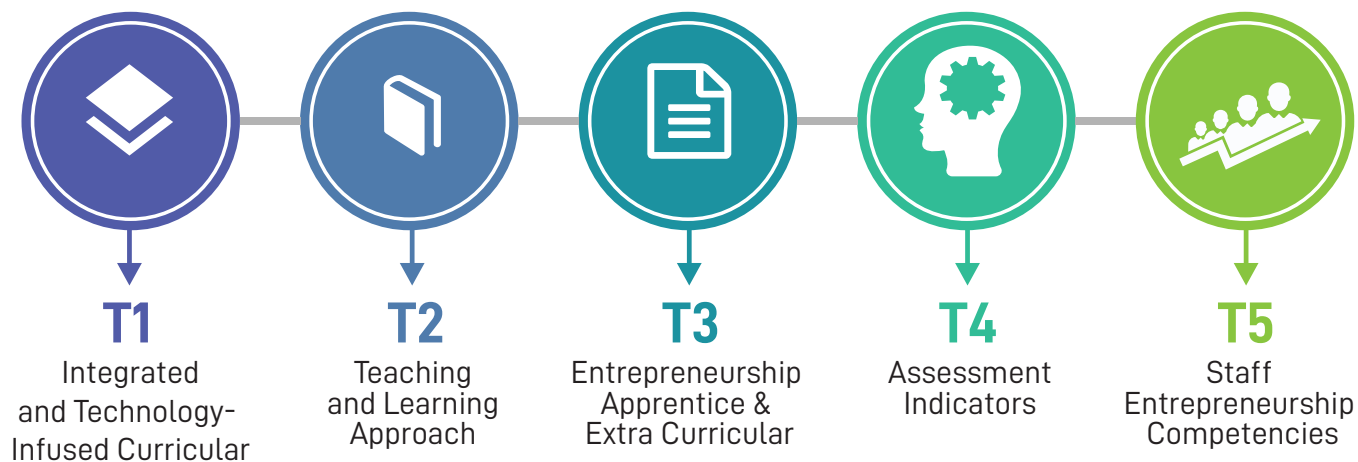 T1
Integrated
and Technology-
Infused Curricular
T2
Teaching
and Learning
Approach
T3
Entrepreneurship
Apprentice &
Extra Curricular
T4
Assessment
Indicators
T5
Staff
Entrepreneurship
Competencies